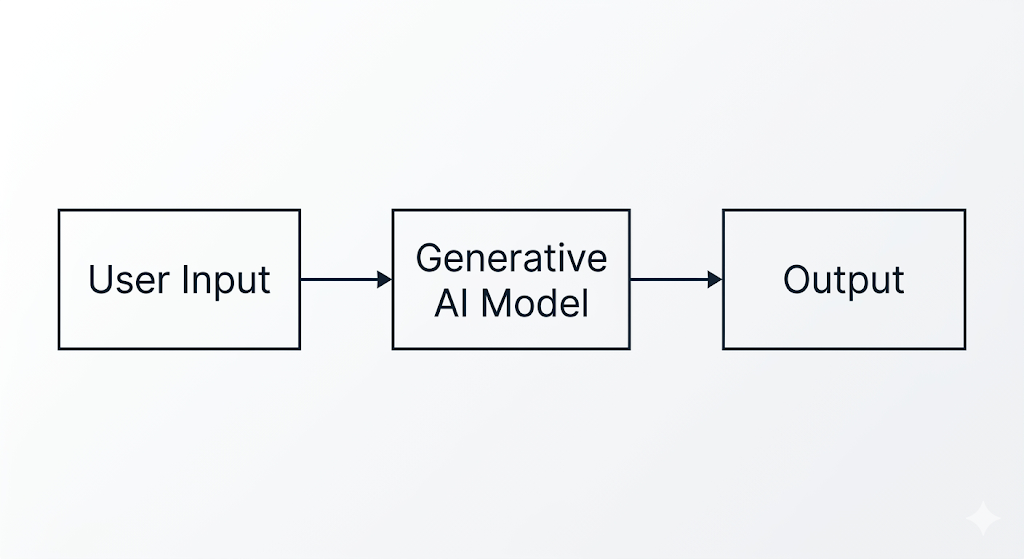 User Input
Generative
AI Model
Output